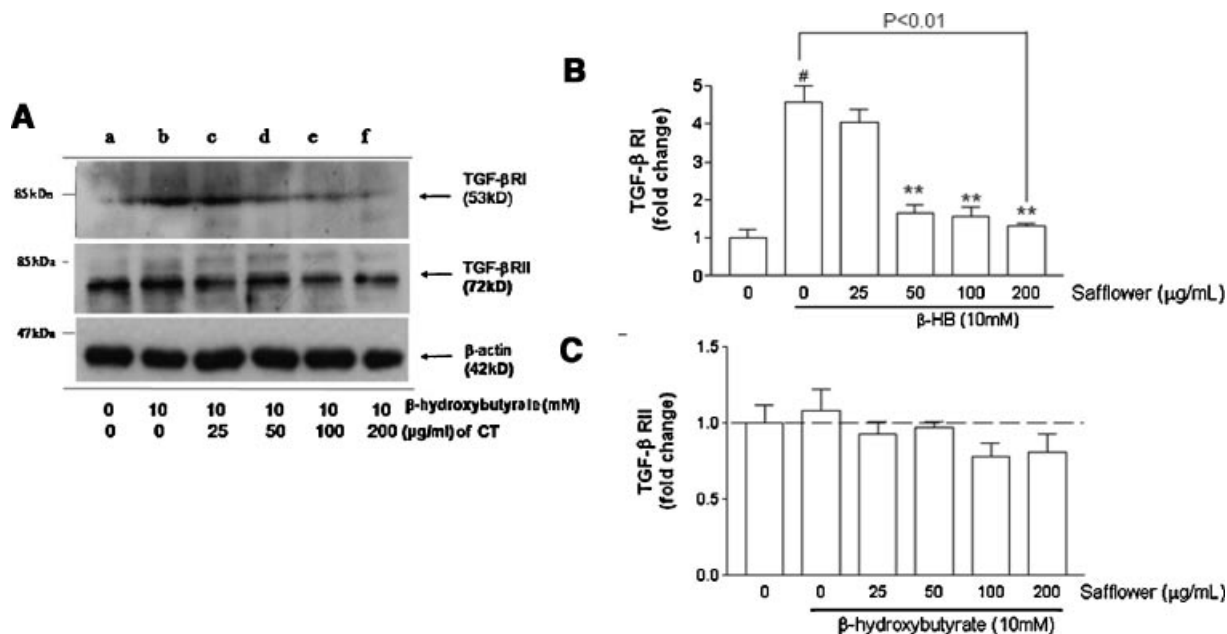 A
a b c d e f
85kDa
TGF-βRI
(53kD)
85kDa
TGF-βRII
(72kD)
47kDa
β-actin
(42kD)
0 10 10 10 10 10 β-hydroxybutyrate(mM)
0 0 25 50 100 200 (µg/ml) of CT
B
P<0.01
TGF-β RI
(fold change)
5
4
3
2
1
0
#
**
**
**
0 0 25 50 100 200 Safflower (µg/mL)
β-HB (10mM)
C
TGF-β RII
(fold change)
1.5
1.0
0.5
0.0
0 0 25 50 100 200 Safflower (µg/mL)
β-hydroxybutyrate (10mM)